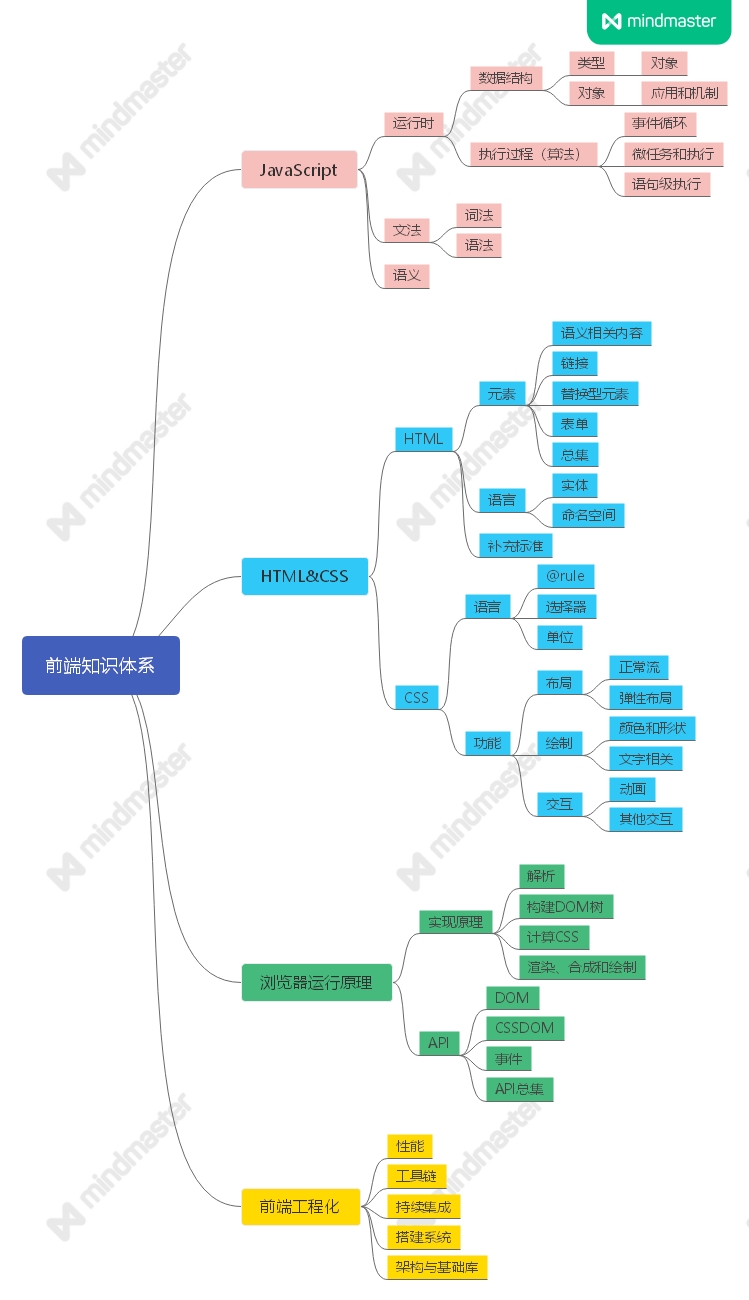 mindmaster
前端知识体系
JavaScript
运行时
数据结构
类型
对象
对象
应用和机制
执行过程（算法）
事件循环
微任务和执行
语句级执行
文法
词法
语法
语义
HTML&CSS
HTML
元素
语义相关内容
链接
替换型元素
表单
总集
语言
实体
命名空间
补充标准
CSS
语言
@rule
选择器
单位
功能
布局
正常流
弹性布局
绘制
颜色和形状
文字相关
交互
动画
其他交互
浏览器运行原理
实现原理
解析
构建DOM树
计算CSS
渲染、合成和绘制
API
DOM
CSSDOM
事件
API总集
前端工程化
性能
工具链
持续集成
搭建系统
架构与基础库
mindmaster
mindmaster
mindmaster
mindmaster
mindmaster
mindmaster
mindmaster
mindmaster